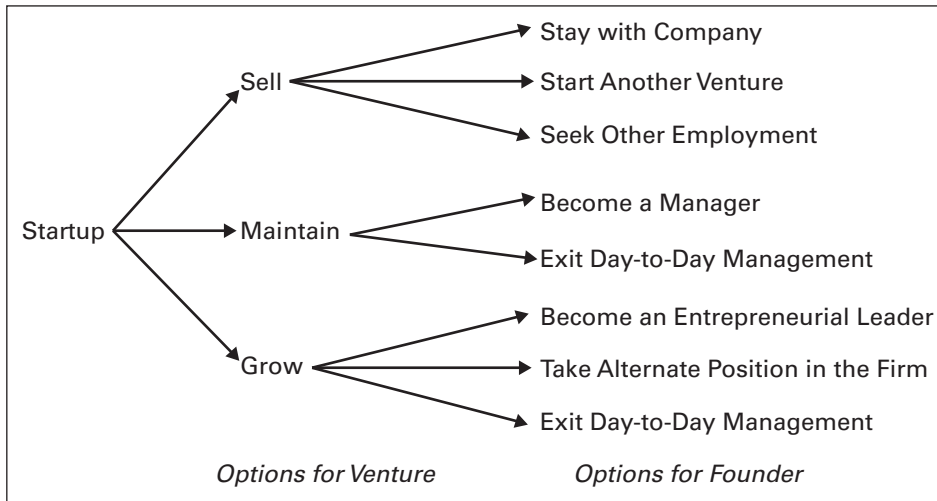 Stay with Company
Sell
Start Another Venture
Seek Other Employment
Become a Manager
Startup
Maintain
Exit Day-to-Day Management
Become an Entrepreneurial Leader
Grow
Take Alternate Position in the Firm
Exit Day-to-Day Management
Options for Venture
Options for Founder